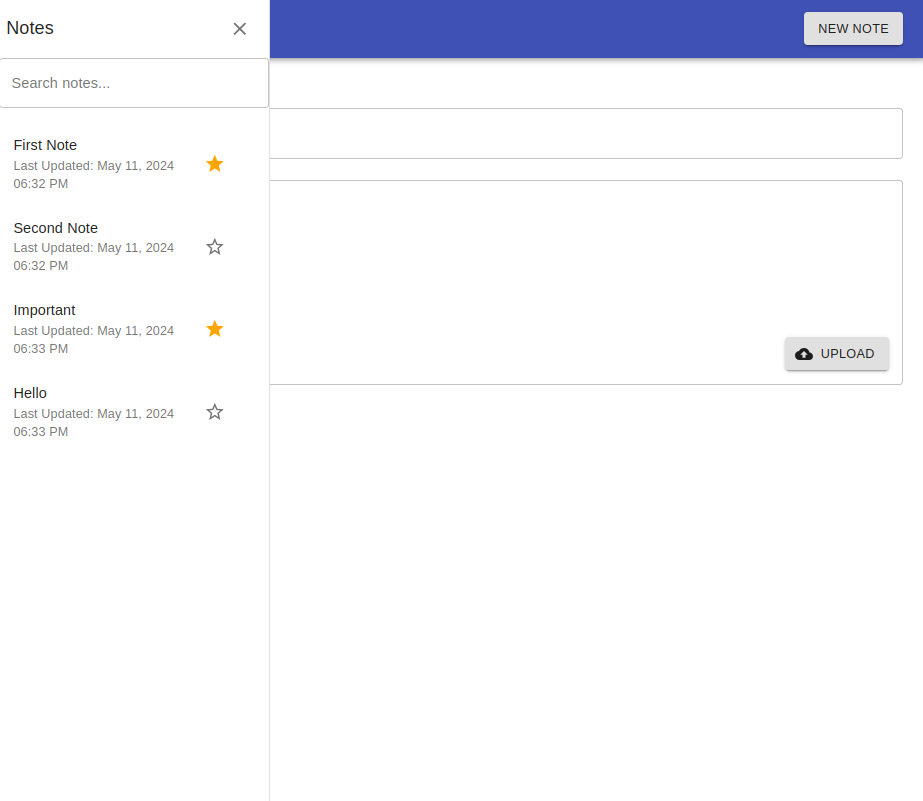 Notes
NEW NOTE
Search notes...
First Note
Last Updated: May 11, 2024
06:32 PM
Second Note
Last Updated: May 11, 2024
06:32 PM
Important
Last Updated: May 11, 2024
06:33 PM
UPLOAD
Hello
Last Updated: May 11, 2024
06:33 PM